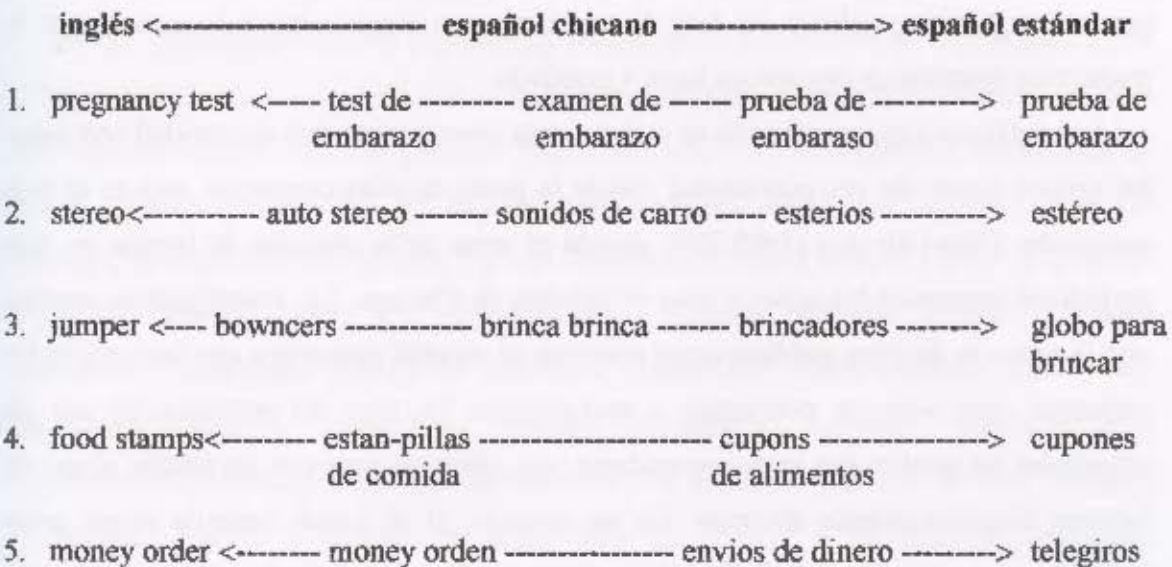 inglés <---------------------- español chicano ----------------> español estándar
1. pregnancy test <----- test de --------- examen de ------ prueba de ----------> prueba de
embarazo embarazo embaraso embarazo
2. stereo<----------- auto stereo ------- sonidos de carro ----- esterios ----------> estéreo
3. jumper <---- bowncers ------------- brinca brinca ------ brincadores --------> globo para
brincar
4. food stamps<--------- estan-pillas ---------------------- cupons -------------> cupones
de comida de alimentos
5. money order <--------- money orden ---------------- envios de dinero ---------> telegiros